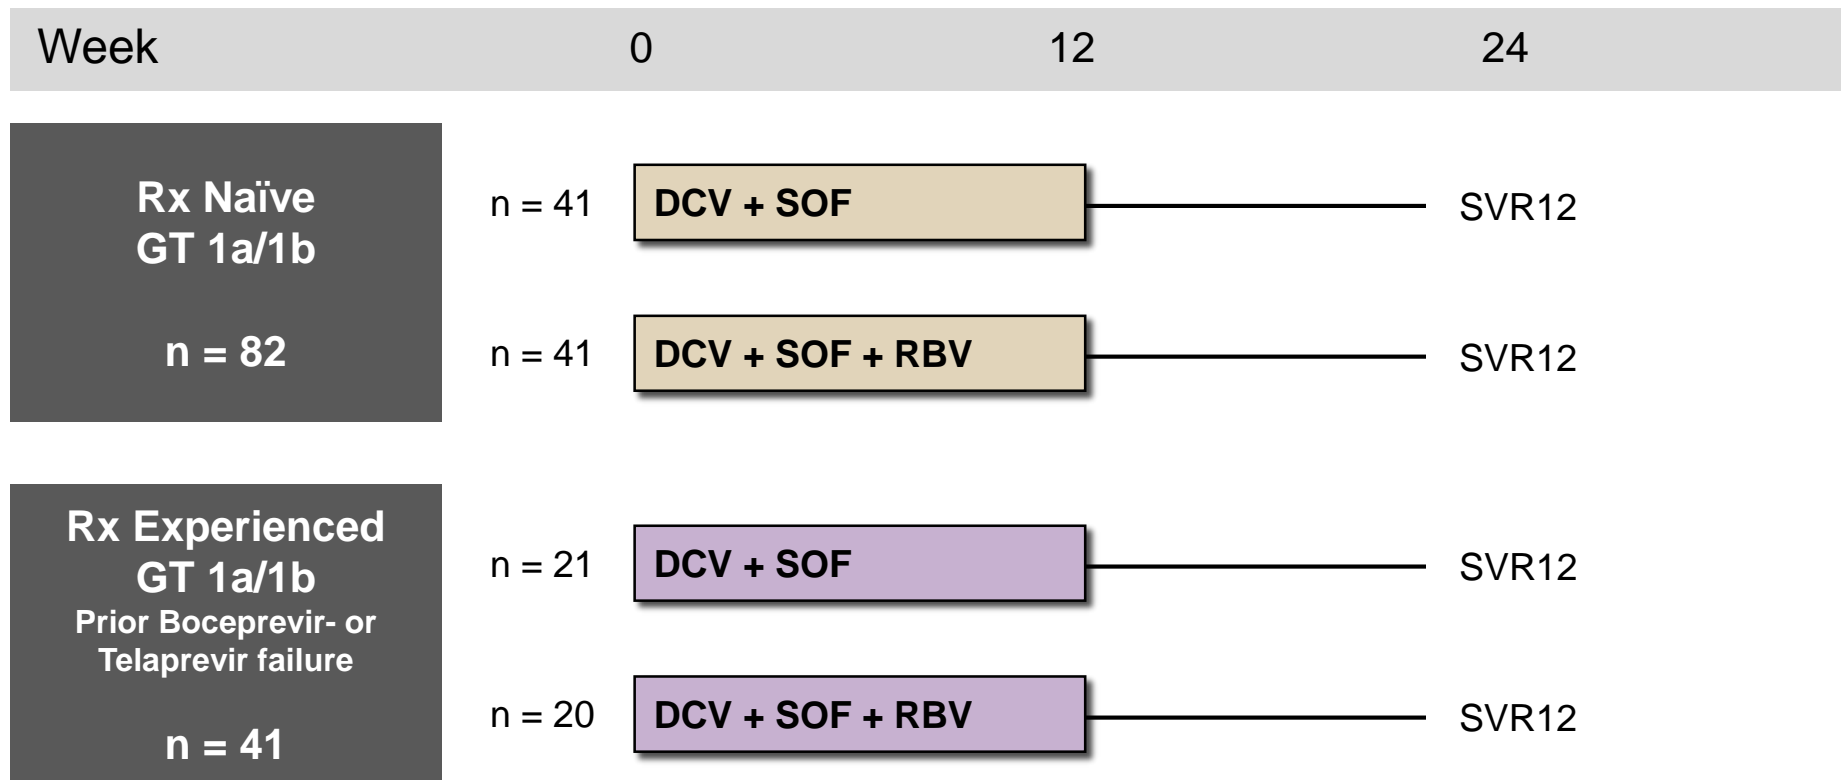 Week 0 12 24
Rx Naïve
GT 1a/1b
n = 82
n = 41 DCV + SOF SVR12
n = 41 DCV + SOF + RBV SVR12
Rx Experienced
GT 1a/1b
Prior Boceprevir- or
Telaprevir failure
n = 41
n = 21 DCV + SOF SVR12
n = 20 DCV + SOF + RBV SVR12